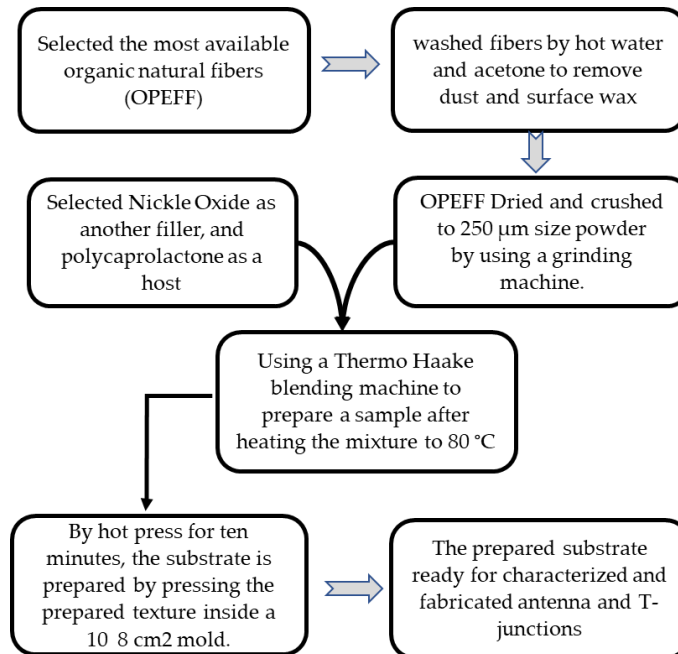 Selected the most available
organic natural fibers
(OPEFF)
washed fibers by hot water
and acetone to remove
dust and surface wax
Selected Nickle Oxide as
another filler, and
polycaprolactone as a
host
OPEFF Dried and crushed
to 250 µm size powder
by using a grinding
machine.
Using a Thermo Haake
blending machine to
prepare a sample after
heating the mixture to 80 °C
By hot press for ten
minutes, the substrate is
prepared by pressing the
prepared texture inside a
10 8 cm2 mold.
The prepared substrate
ready for characterized and
fabricated antenna and T-
junctions